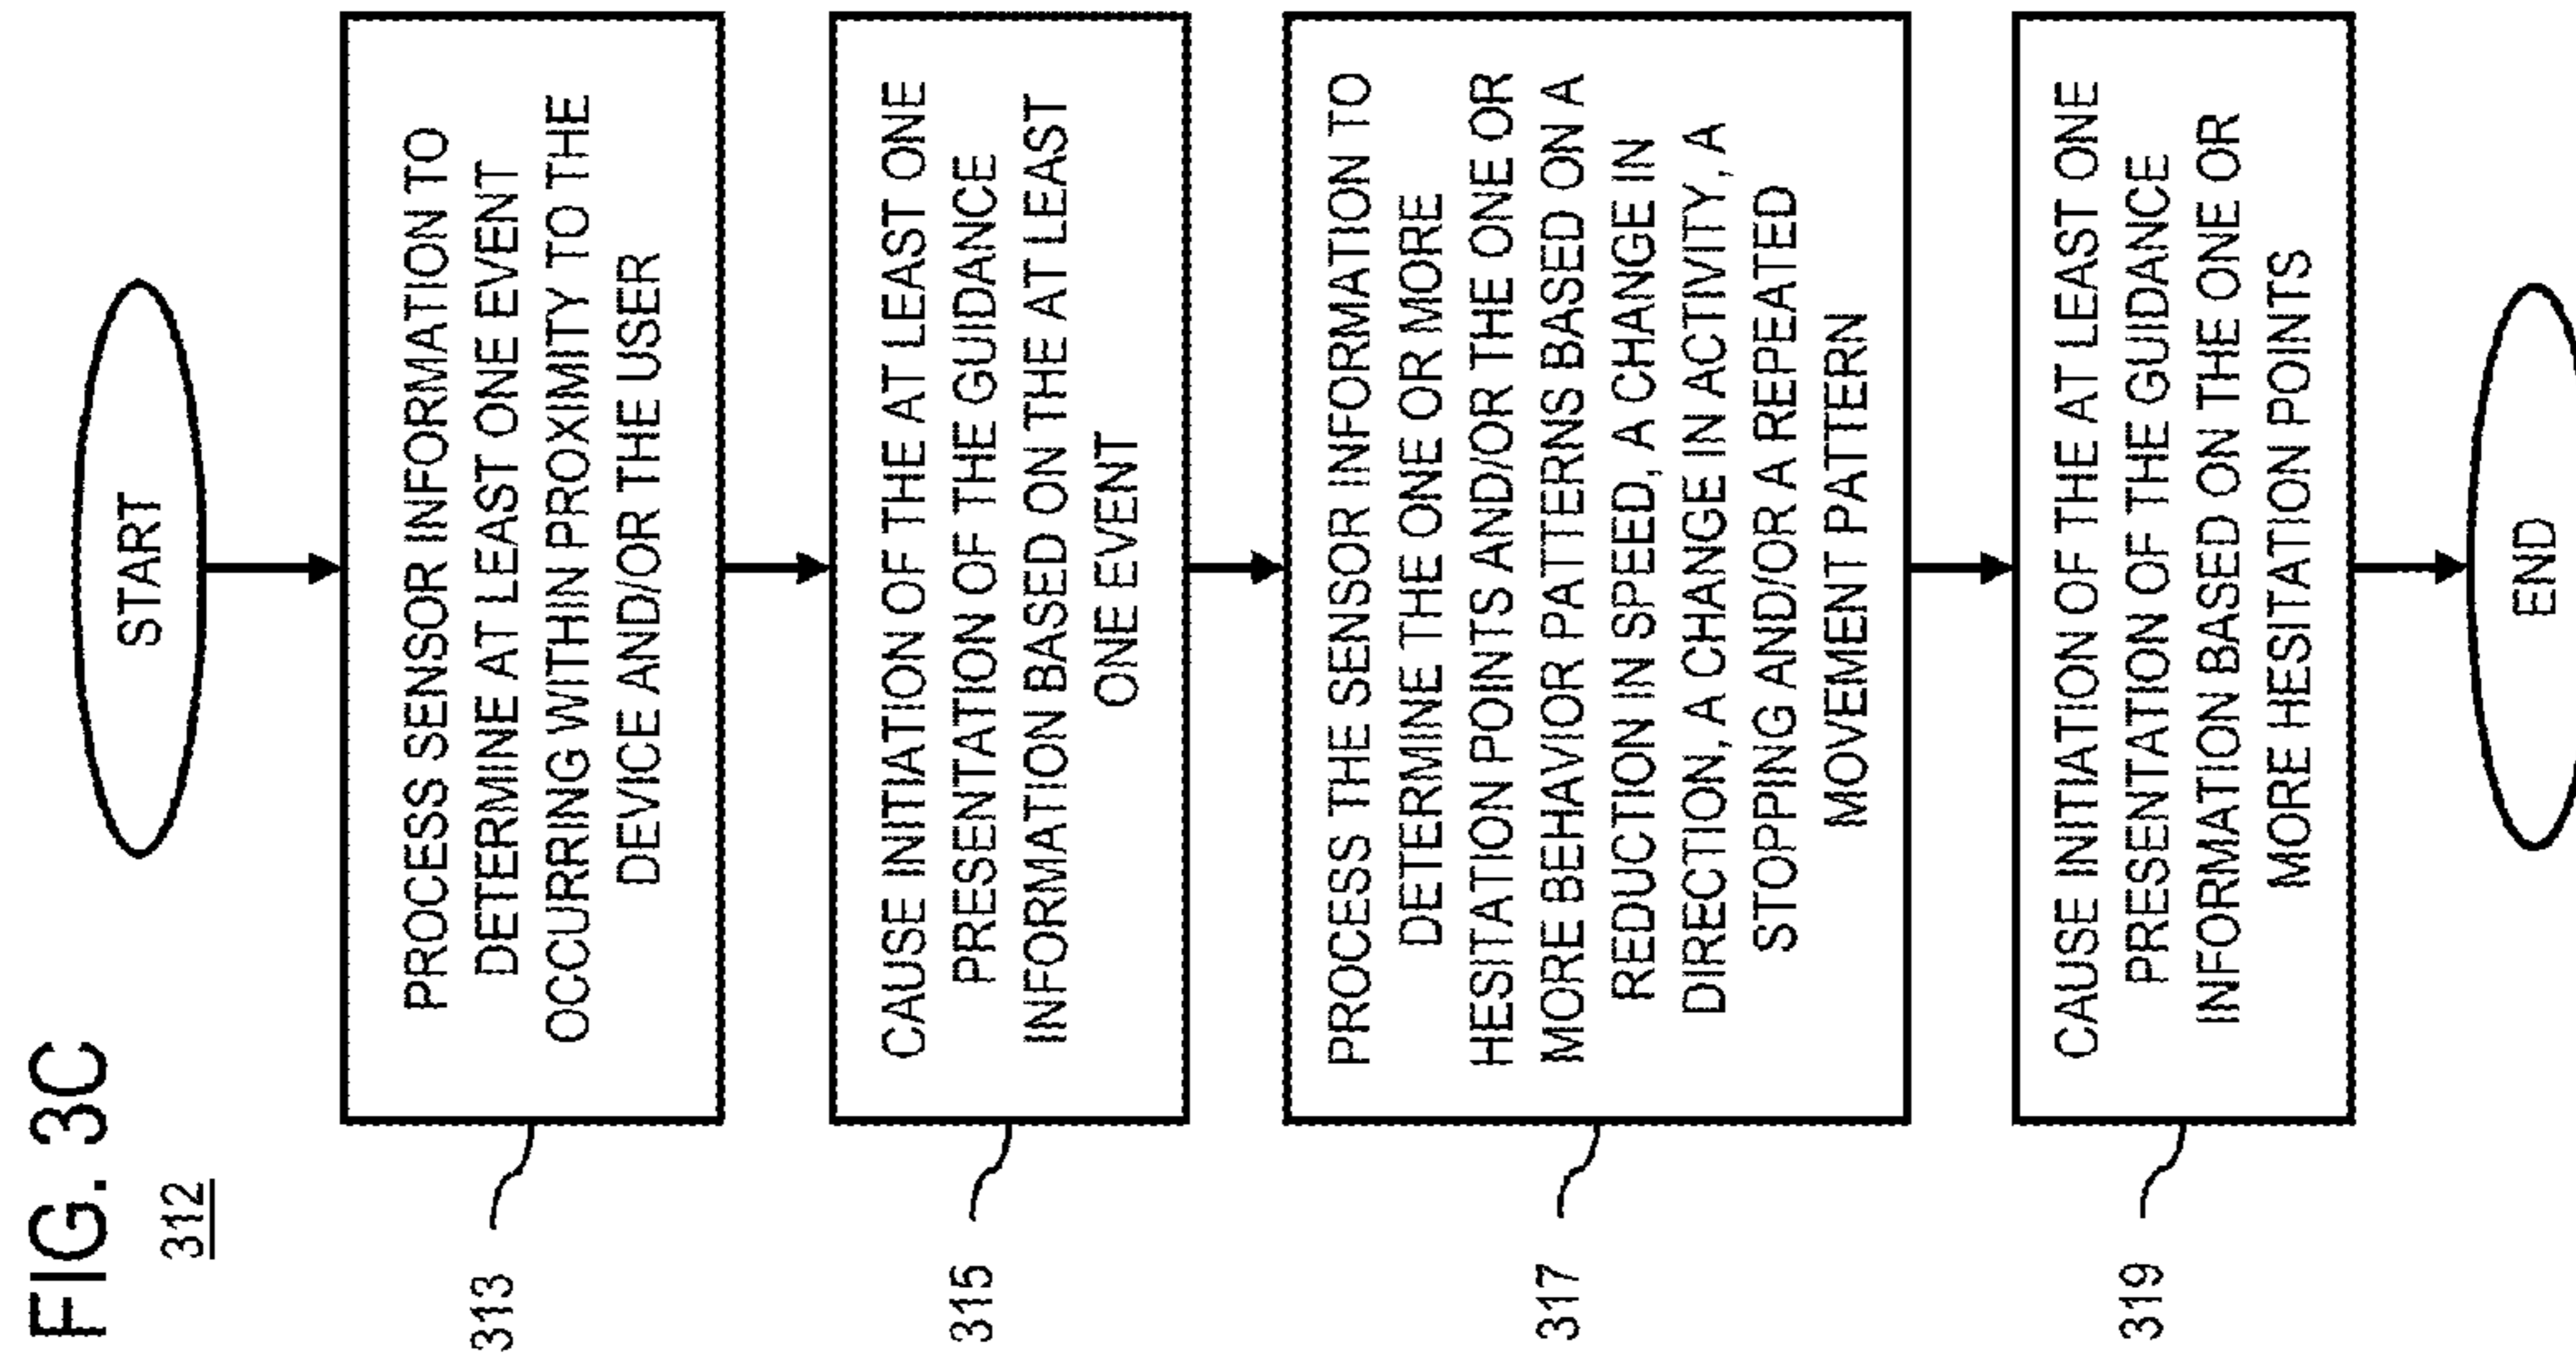 FIG. 3C
312
START
313
PROCESS SENSOR INFORMATION TO
DETERMINE AT LEAST ONE EVENT
OCCURRING WITHIN PROXIMITY TO THE
DEVICE AND/OR THE USER
315
CAUSE INITIATION OF THE AT LEAST ONE
PRESENTATION OF THE GUIDANCE
INFORMATION BASED ON THE AT LEAST
ONE EVENT
317
PROCESS THE SENSOR INFORMATION TO
DETERMINE THE ONE OR MORE
HESITATION POINTS AND/OR THE ONE OR
MORE BEHAVIOR PATTERNS BASED ON A
REDUCTION IN SPEED, A CHANGE IN
DIRECTION, A CHANGE IN ACTIVITY, A
STOPPING AND/OR A REPEATED
MOVEMENT PATTERN
319
CAUSE INITIATION OF THE AT LEAST ONE
PRESENTATION OF THE GUIDANCE
INFORMATION BASED ON THE ONE OR
MORE HESITATION POINTS
END